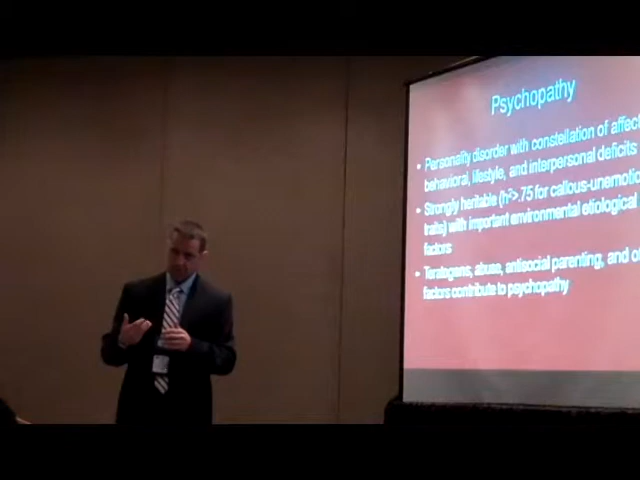 Psychopathy
• Personality disorder with constellation of affect
behavioral, lifestyle, and interpersonal deficits
• Strongly heritable (h²>.75 for callous-unemotio
traits) with important environmental etiological
factors
• Teratogens, abuse, antisocial parenting, and o
factors contribute to psychopathy